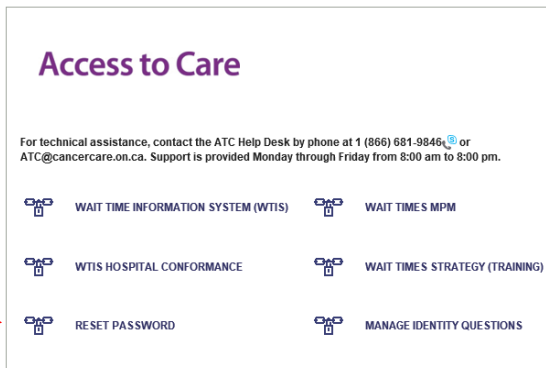 Access to Care
For technical assistance, contact the ATC Help Desk by phone at 1 (866) 681-9846 or
ATC@cancercare.on.ca. Support is provided Monday through Friday from 8:00 am to 8:00 pm.
WAIT TIME INFORMATION SYSTEM (WTIS)
WAIT TIMES MPM
WTIS HOSPITAL CONFORMANCE
WAIT TIMES STRATEGY (TRAINING)
RESET PASSWORD
MANAGE IDENTITY QUESTIONS